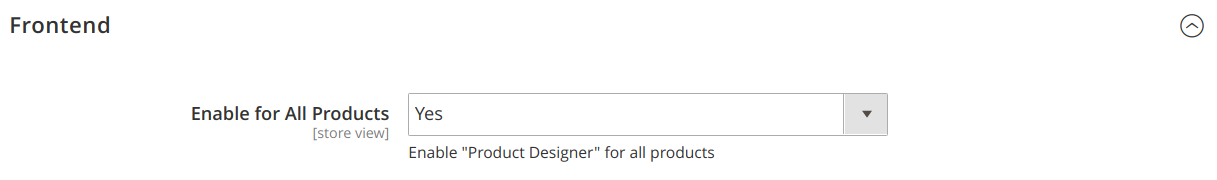 Frontend
Enable for All Products
Yes
[store view]
Enable "Product Designer" for all products